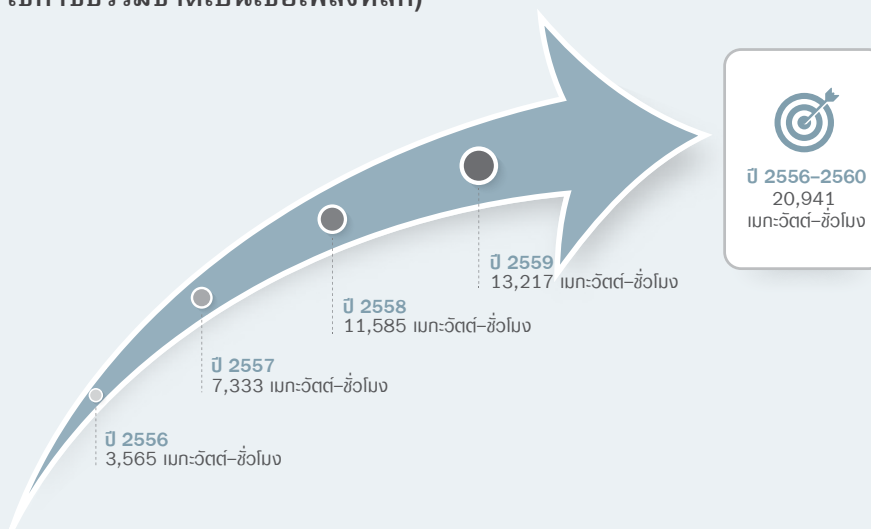 ปี 2556–2560
20,941
เมกะวัตต์–ชั่วโมง
ปี 2559
13,217 เมกะวัตต์–ชั่วโมง
ปี 2558
11,585 เมกะวัตต์–ชั่วโมง
ปี 2557
7,333 เมกะวัตต์–ชั่วโมง
ปี 2556
3,565 เมกะวัตต์–ชั่วโมง